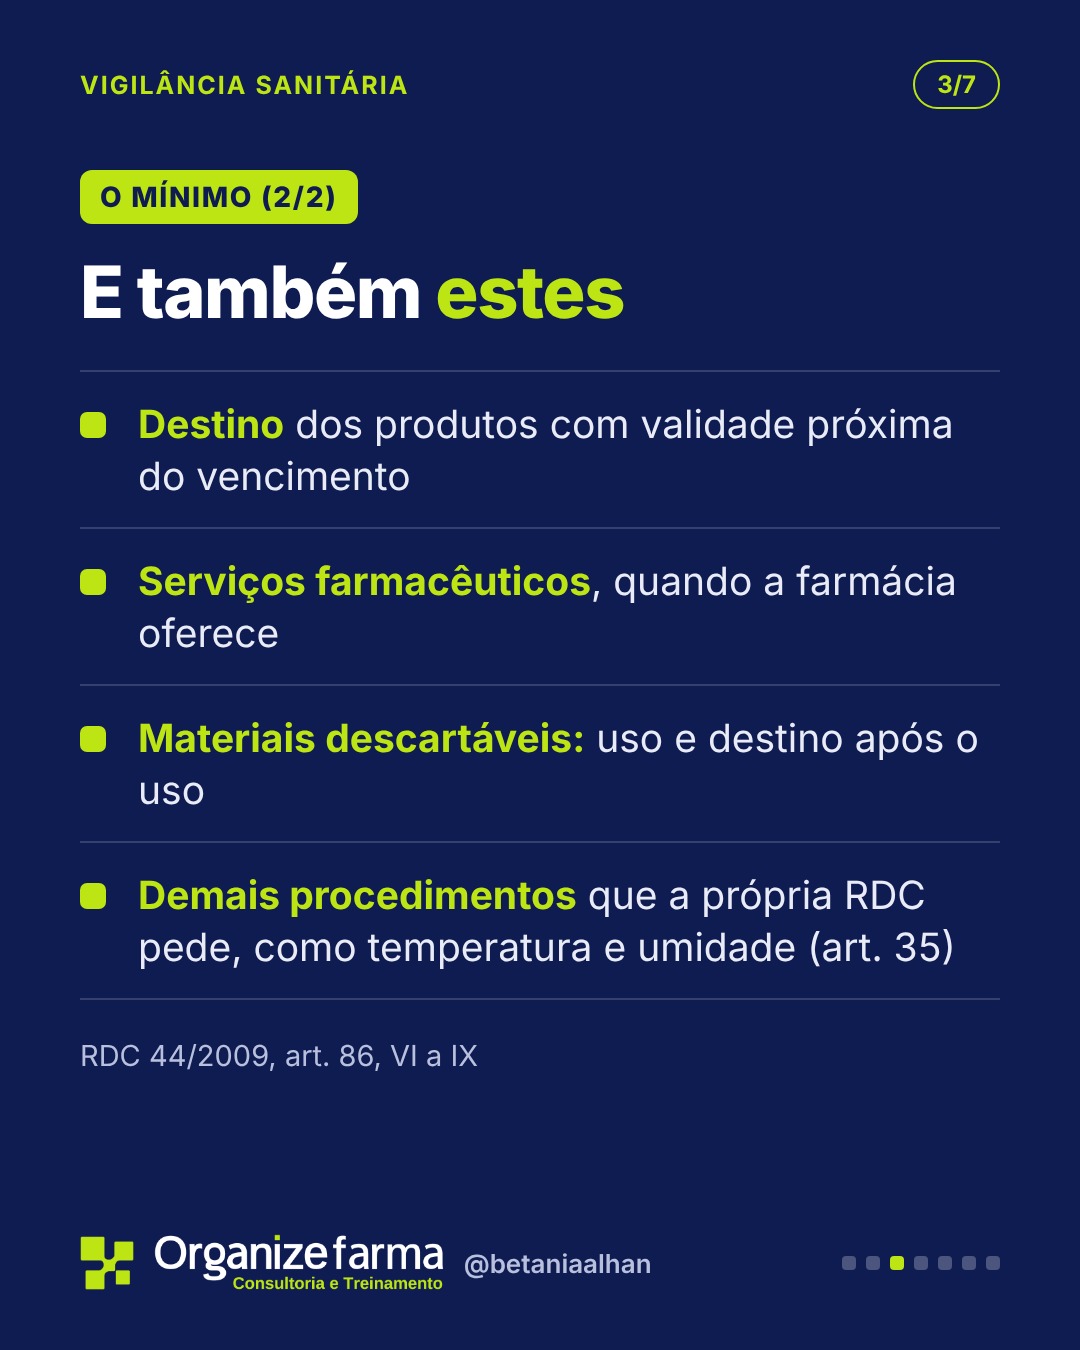 VIGILÂNCIA SANITÁRIA
3/7
O MÍNIMO (2/2)
E também estes
Destino dos produtos com validade próxima
do vencimento
Serviços farmacêuticos, quando a farmácia
oferece
Materiais descartáveis: uso e destino após o
uso
Demais procedimentos que a própria RDC
pede, como temperatura e umidade (art. 35)
RDC 44/2009, art. 86, VI a IX
Organizefarma
Consultoria e Treinamento
@betaniaalhan